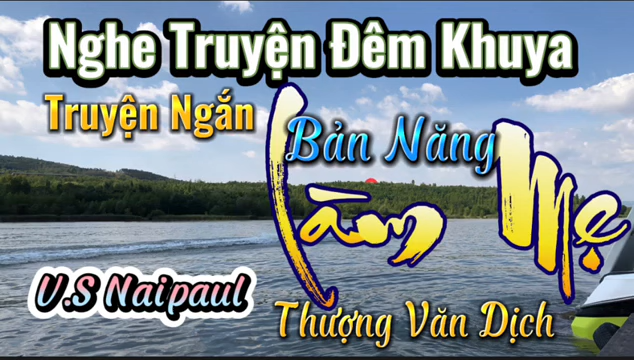 Nghe Truyện Đêm Khuya
Truyện Ngắn
Bản Năng
Làm Mẹ
V.S Naipaul
Thượng Văn Dịch